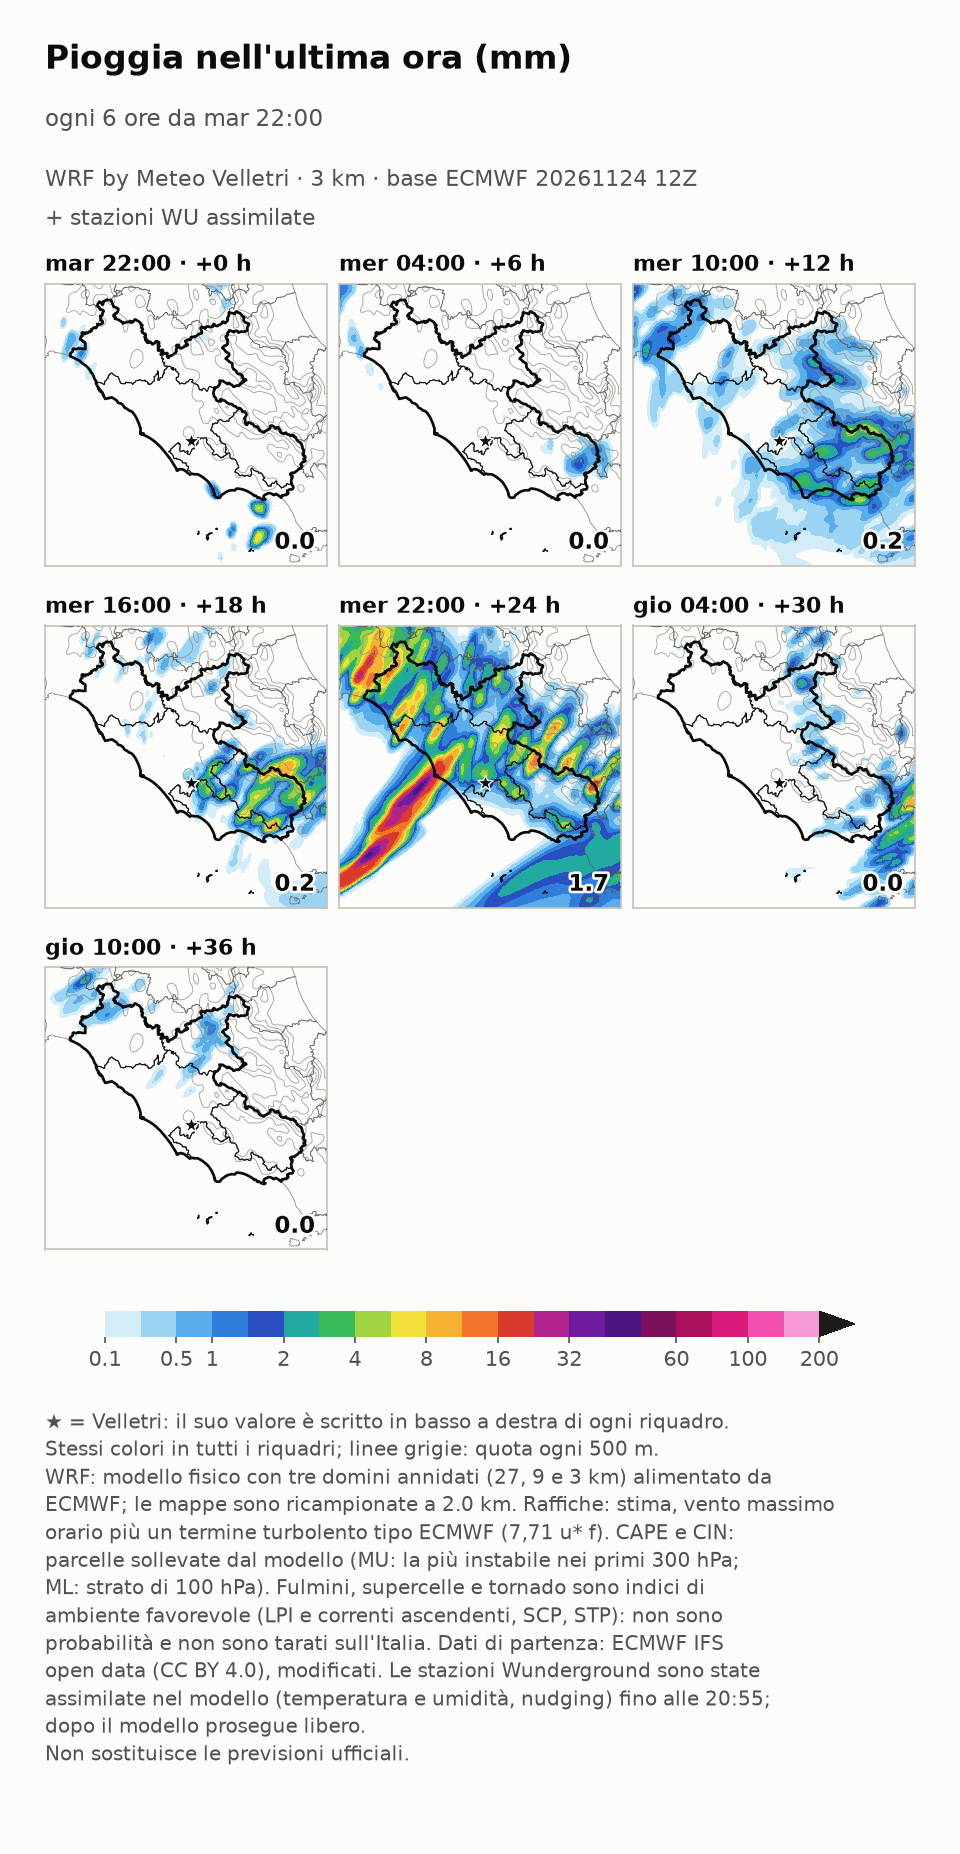 Pioggia nell'ultima ora (mm)
ogni 6 ore da mar 22:00
WRF by Meteo Velletri · 3 km · base ECMWF 20261124 12Z
+ stazioni WU assimilate
mar 22:00 · +0 h
mer 04:00 · +6 h
mer 10:00 · +12 h
0.0
0.0
0.2
mer 16:00 · +18 h
mer 22:00 · +24 h
gio 04:00 · +30 h
0.2
1.7
0.0
gio 10:00 · +36 h
0.0
0.1 0.5 1 2 4 8 16 32 60 100 200
★ = Velletri: il suo valore è scritto in basso a destra di ogni riquadro.
Stessi colori in tutti i riquadri; linee grigie: quota ogni 500 m.
WRF: modello fisico con tre domini annidati (27, 9 e 3 km) alimentato da
ECMWF; le mappe sono ricampionate a 2.0 km. Raffiche: stima, vento massimo
orario più un termine turbolento tipo ECMWF (7,71 u* f). CAPE e CIN:
parcelle sollevate dal modello (MU: la più instabile nei primi 300 hPa;
ML: strato di 100 hPa). Fulmini, supercelle e tornado sono indici di
ambiente favorevole (LPI e correnti ascendenti, SCP, STP): non sono
probabilità e non sono tarati sull'Italia. Dati di partenza: ECMWF IFS
open data (CC BY 4.0), modificati. Le stazioni Wunderground sono state
assimilate nel modello (temperatura e umidità, nudging) fino alle 20:55;
dopo il modello prosegue libero.
Non sostituisce le previsioni ufficiali.